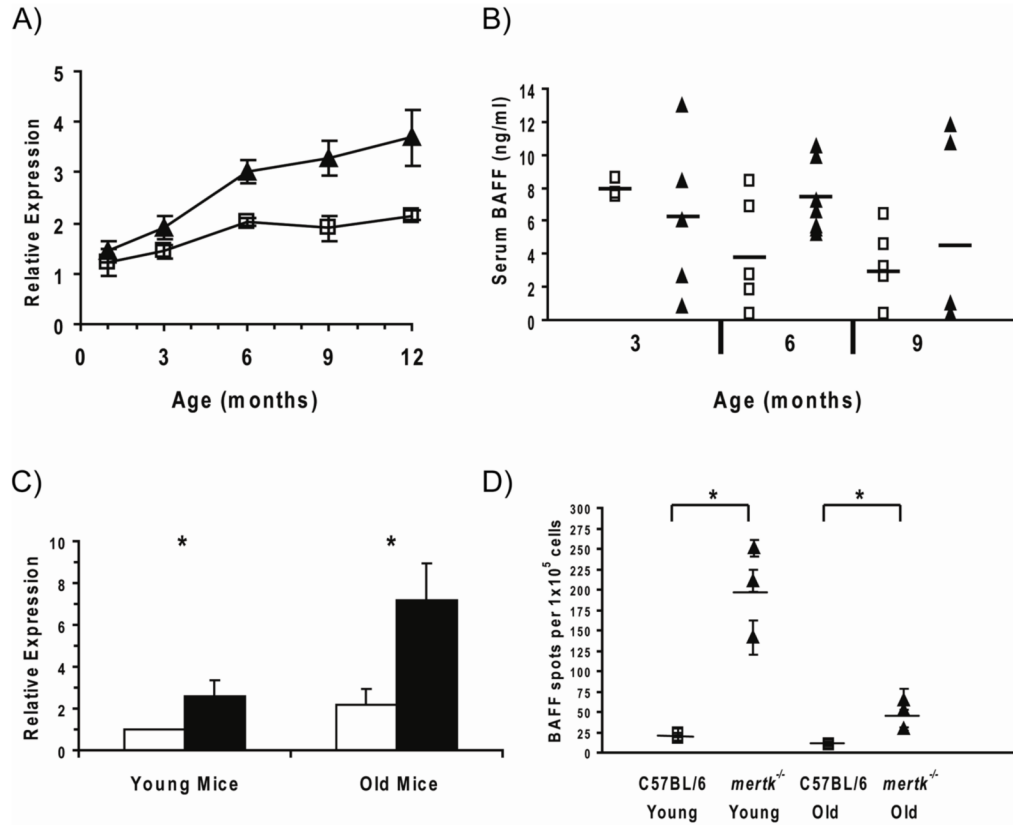 A)
5
4
3
2
1
0
Relative Expression
0 3 6 9 12
Age (months)
B)
14
12
10
8
6
4
2
0
Serum BAFF (ng/ml)
3 6 9
Age (months)
C)
10
8
6
4
2
0
Relative Expression
* *
Young Mice Old Mice
D)
300
275
250
225
200
175
150
125
100
75
50
25
0
BAFF spots per 1x10⁵ cells
* *
C57BL/6 mertk⁻/⁻ C57BL/6 mertk⁻/⁻
Young Young Old Old